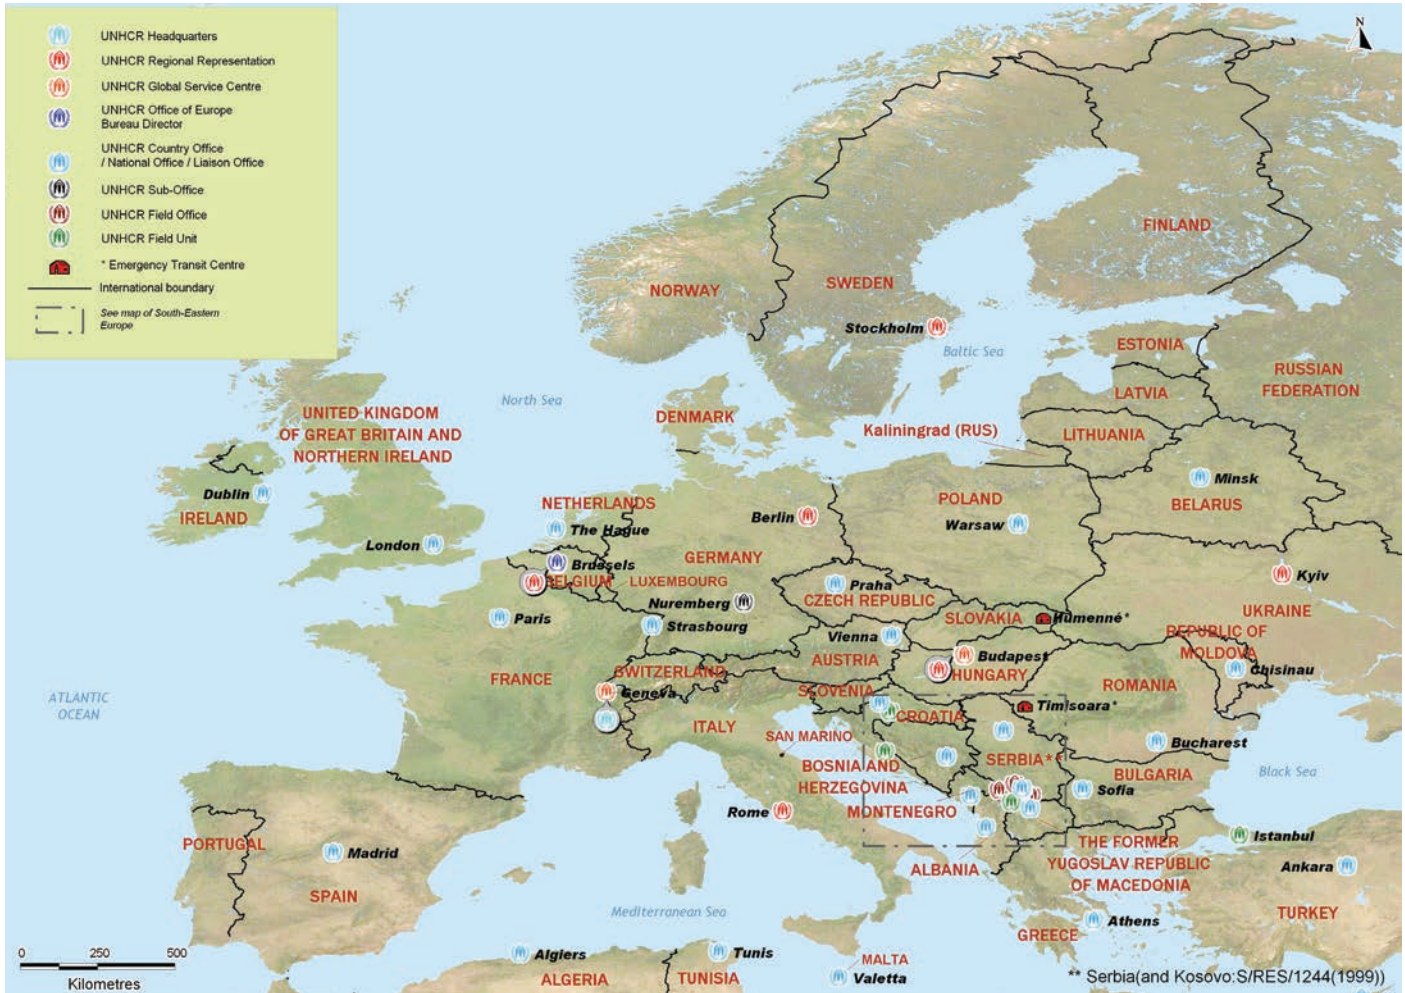 UNHCR Headquarters
UNHCR Regional Representation
UNHCR Global Service Centre
UNHCR Office of Europe
Bureau Director
UNHCR Country Office
/ National Office / Liaison Office
UNHCR Sub-Office
UNHCR Field Office
UNHCR Field Unit
* Emergency Transit Centre
International boundary
See map of South-Eastern
Europe
N
FINLAND
SWEDEN
NORWAY
Stockholm
Baltic Sea
ESTONIA
RUSSIAN
FEDERATION
LATVIA
North Sea
UNITED KINGDOM
OF GREAT BRITAIN AND
NORTHERN IRELAND
DENMARK
Kaliningrad (RUS)
LITHUANIA
Minsk
BELARUS
Dublin
IRELAND
London
NETHERLANDS
The Hague
Berlin
POLAND
Warsaw
GERMANY
Brussels
BELGIUM
LUXEMBOURG
Nuremberg
Praha
CZECH REPUBLIC
Kyiv
UKRAINE
Paris
Strasbourg
Vienna
SLOVAKIA
Humenné*
REPUBLIC OF
MOLDOVA
Chisinau
AUSTRIA
Budapest
HUNGARY
FRANCE
SWITZERLAND
Geneva
SLOVENIA
ROMANIA
ATLANTIC
OCEAN
ITALY
SAN MARINO
CROATIA
Timisoara*
Bucharest
BOSNIA AND
HERZEGOVINA
SERBIA**
BULGARIA
Black Sea
Sofia
MONTENEGRO
Rome
PORTUGAL
Madrid
SPAIN
Istanbul
THE FORMER
YUGOSLAV REPUBLIC
OF MACEDONIA
ALBANIA
Ankara
TURKEY
Mediterranean Sea
GREECE
Athens
Algiers
ALGERIA
Tunis
TUNISIA
MALTA
Valetta
0 250 500
Kilometres
** Serbia(and Kosovo:S/RES/1244(1999))